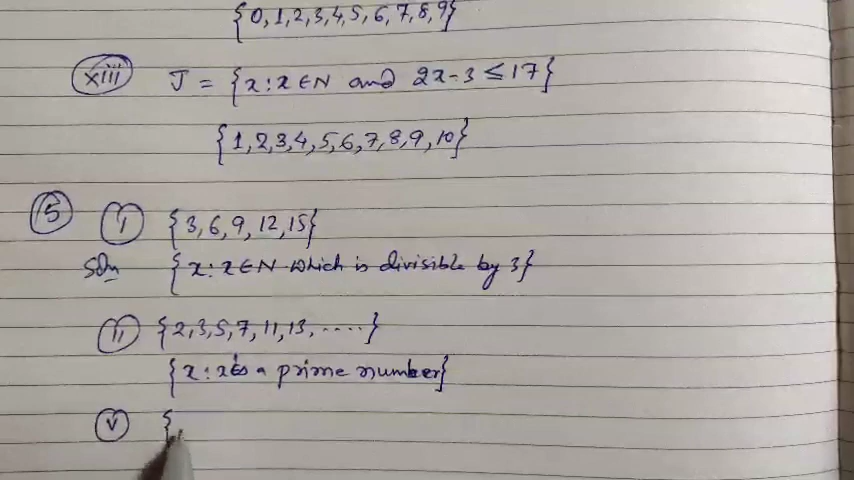 {0,1,2,3,4,5,6,7,8,9}
xiii J = {x:x∈N and 2x-3 ≤ 17}
{1,2,3,4,5,6,7,8,9,10}
5 i {3,6,9,12,15}
Soln {x:x∈N which is divisible by 3}
ii {2,3,5,7,11,13,.....}
{x:x is a prime number}
v {